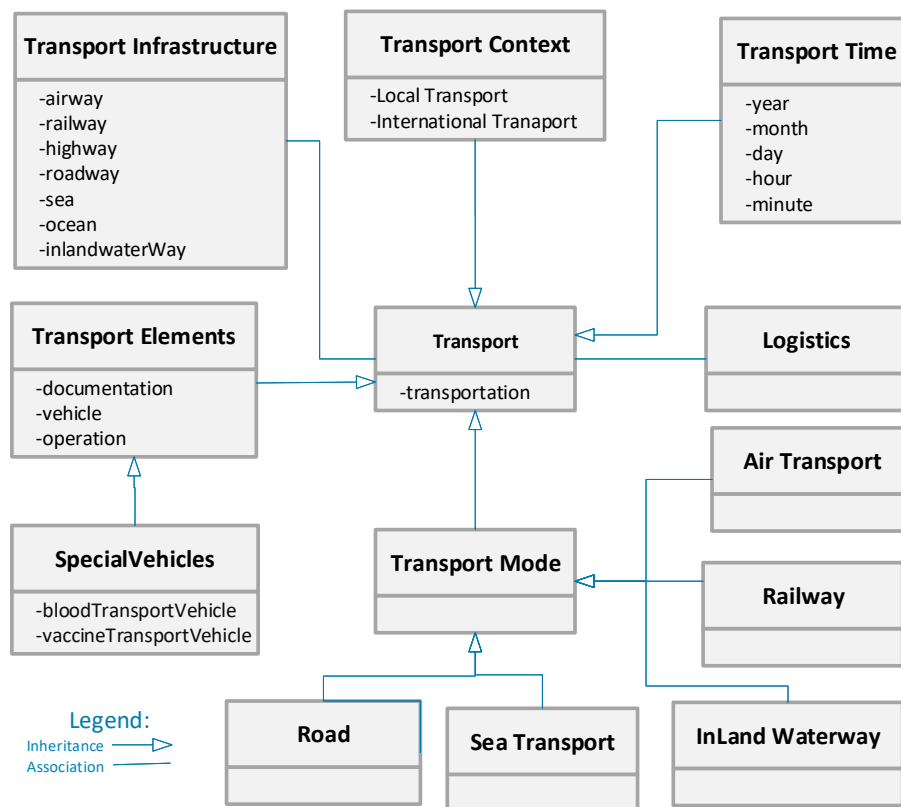 Transport Infrastructure
-airway
-railway
-highway
-roadway
-sea
-ocean
-inlandwaterWay
Transport Context
-Local Transport
-International Tranaport
Transport Time
-year
-month
-day
-hour
-minute
Transport Elements
-documentation
-vehicle
-operation
Transport
-transportation
Logistics
Air Transport
SpecialVehicles
-bloodTransportVehicle
-vaccineTransportVehicle
Transport Mode
Railway
Road
Sea Transport
InLand Waterway
Legend:
Inheritance
Association